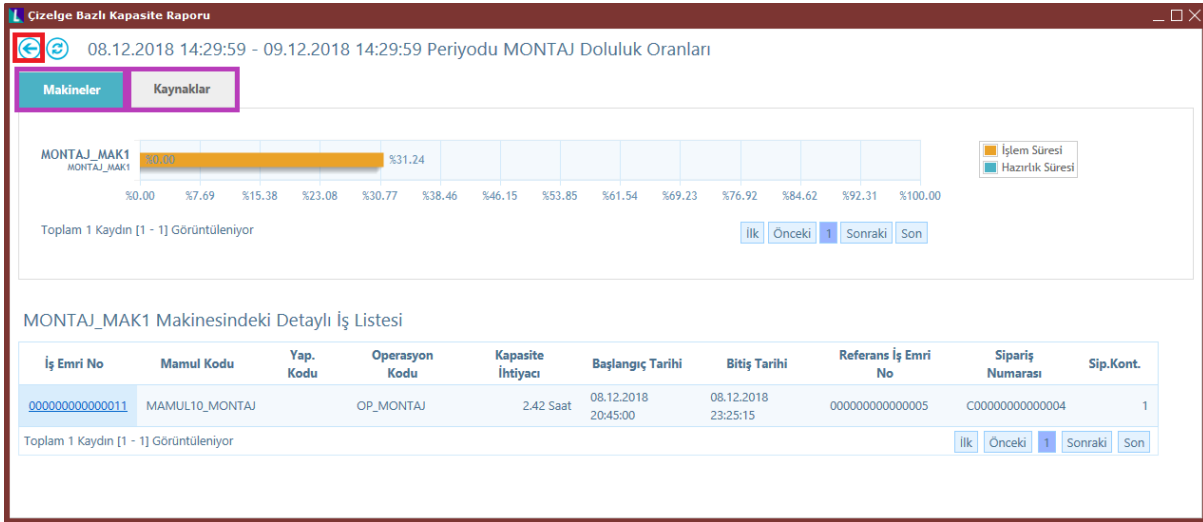 Çizelge Bazlı Kapasite Raporu
08.12.2018 14:29:59 - 09.12.2018 14:29:59 Periyodu MONTAJ Doluluk Oranları
Makineler Kaynaklar
MONTAJ_MAK1
MONTAJ_MAK1
%0.00 %31.24
İşlem Süresi
Hazırlık Süresi
%0.00 %7.69 %15.38 %23.08 %30.77 %38.46 %46.15 %53.85 %61.54 %69.23 %76.92 %84.62 %92.31 %100.00
Toplam 1 Kaydın [1 - 1] Görüntüleniyor İlk Önceki 1 Sonraki Son
MONTAJ_MAK1 Makinesindeki Detaylı İş Listesi
İş Emri No Mamul Kodu Yap. Kodu Operasyon Kodu Kapasite İhtiyacı Başlangıç Tarihi Bitiş Tarihi Referans İş Emri No Sipariş Numarası Sip.Kont.
000000000000011 MAMUL10_MONTAJ OP_MONTAJ 2.42 Saat 08.12.2018 20:45:00 08.12.2018 23:25:15 000000000000005 C00000000000004 1
Toplam 1 Kaydın [1 - 1] Görüntüleniyor İlk Önceki 1 Sonraki Son